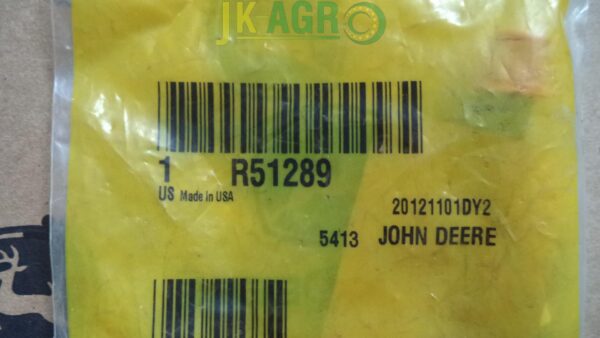 JK AGRO
1 R51289
US Made In USA
20121101DY2
5413 JOHN DEERE